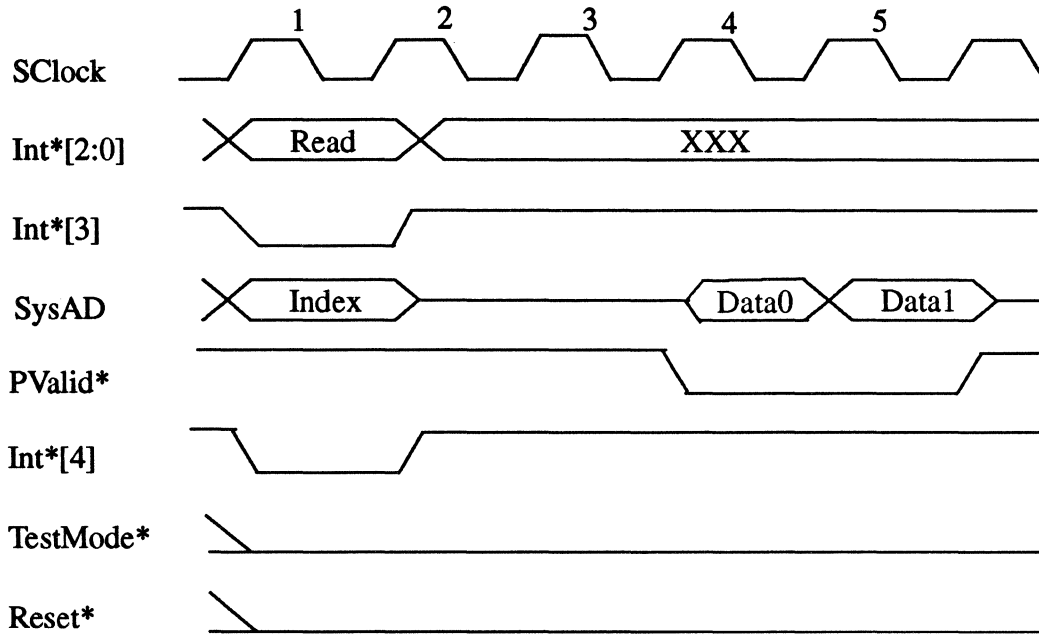 1 2 3 4 5
SClock
Int*[2:0] Read XXX
Int*[3]
SysAD Index Data0 Data1
PValid*
Int*[4]
TestMode*
Reset*